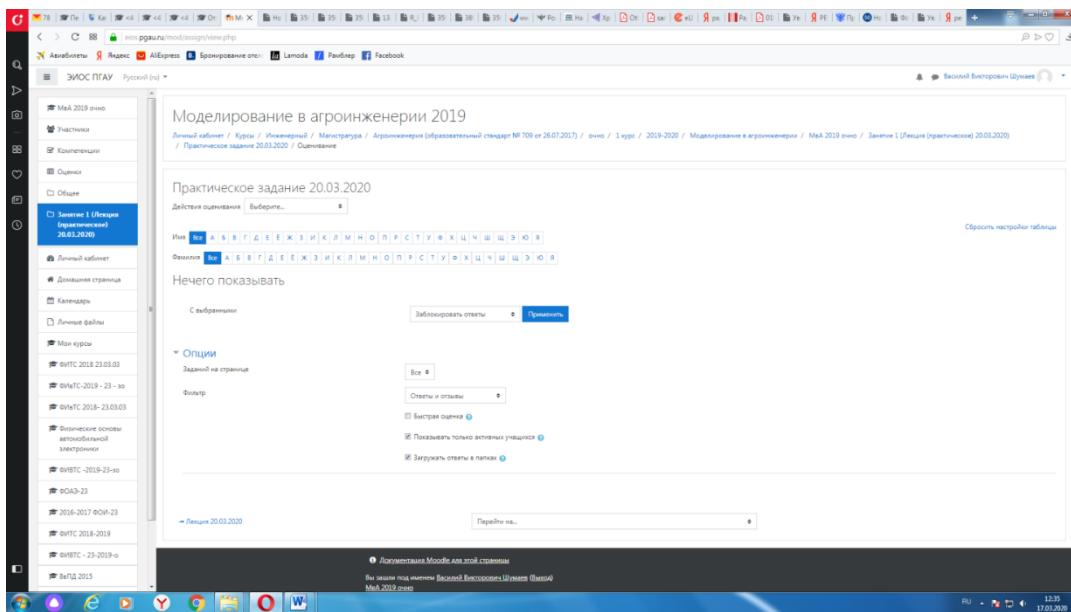 eios.pgau.ru/mod/assign/view.php
Авиабилеты Яндекс AliExpress Бронирование отел Lamoda Рамблер Facebook
ЭИОС ПГАУ Русский (ru)
Василий Викторович Шумаев
МвА 2019 очно
Участники
Компетенции
Оценки
Общее
Занятие 1 (Лекция
(практическое)
20.03.2020)
Личный кабинет
Домашняя страница
Календарь
Личные файлы
Мои курсы
ФИТС 2018 23.03.03
ФИвТС-2019 - 23 - зо
ФИвТС 2018- 23.03.03
Физические основы
автомобильной
электроники
ФИВТС -2019-23-зо
ФОАЭ-23
2016-2017 ФОИ-23
ФИТС 2018-2019
ФИВТС - 23-2019-о
ВвПД 2015
Моделирование в агроинженерии 2019
Личный кабинет / Курсы / Инженерный / Магистратура / Агроинженерия (образовательный стандарт № 709 от 26.07.2017) / очно / 1 курс / 2019-2020 / Моделирование в агроинженерии / МвА 2019 очно / Занятие 1 (Лекция (практическое) 20.03.2020)
/ Практическое задание 20.03.2020 / Оценивание
Практическое задание 20.03.2020
Действия оценивания Выберите...
Сбросить настройки таблицы
Имя Все А Б В Г Д Е Ё Ж З И К Л М Н О П Р С Т У Ф Х Ц Ч Ш Щ Э Ю Я
Фамилия Все А Б В Г Д Е Ё Ж З И К Л М Н О П Р С Т У Ф Х Ц Ч Ш Щ Э Ю Я
Нечего показывать
С выбранными Заблокировать ответы Применить
Опции
Заданий на странице Все
Фильтр Ответы и отзывы
Быстрая оценка
Показывать только активных учащихся
Загружать ответы в папках
Лекция 20.03.2020 Перейти на...
Документация Moodle для этой страницы
Вы зашли под именем Василий Викторович Шумаев (Выход)
МвА 2019 очно
RU 12:35
17.03.2020